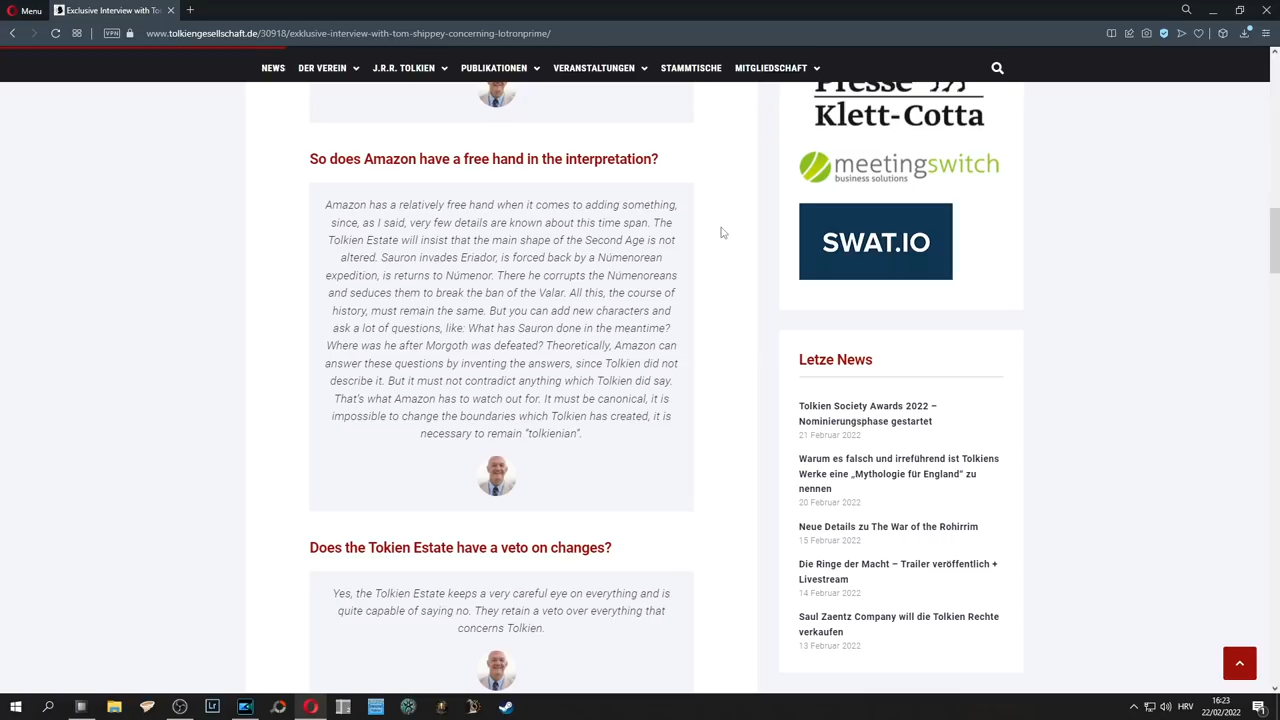 Menu
Exclusive Interview with Tom
VPN
www.tolkiengesellschaft.de/30918/exklusive-interview-with-tom-shippey-concerning-lotronprime/
NEWS DER VEREIN J.R.R. TOLKIEN PUBLIKATIONEN VERANSTALTUNGEN STAMMTISCHE MITGLIEDSCHAFT
Klett-Cotta
So does Amazon have a free hand in the interpretation?
Amazon has a relatively free hand when it comes to adding something,
since, as I said, very few details are known about this time span. The
Tolkien Estate will insist that the main shape of the Second Age is not
altered. Sauron invades Eriador, is forced back by a Númenorean
expedition, is returns to Númenor. There he corrupts the Númenoreans
and seduces them to break the ban of the Valar. All this, the course of
history, must remain the same. But you can add new characters and
ask a lot of questions, like: What has Sauron done in the meantime?
Where was he after Morgoth was defeated? Theoretically, Amazon can
answer these questions by inventing the answers, since Tolkien did not
describe it. But it must not contradict anything which Tolkien did say.
That's what Amazon has to watch out for. It must be canonical, it is
impossible to change the boundaries which Tolkien has created, it is
necessary to remain "tolkienian".
Does the Tokien Estate have a veto on changes?
Yes, the Tolkien Estate keeps a very careful eye on everything and is
quite capable of saying no. They retain a veto over everything that
concerns Tolkien.
meetingswitch
business solutions
SWAT.IO
Letze News
Tolkien Society Awards 2022 –
Nominierungsphase gestartet
21 Februar 2022
Warum es falsch und irreführend ist Tolkiens
Werke eine „Mythologie für England" zu
nennen
20 Februar 2022
Neue Details zu The War of the Rohirrim
15 Februar 2022
Die Ringe der Macht – Trailer veröffentlich +
Livestream
14 Februar 2022
Saul Zaentz Company will die Tolkien Rechte
verkaufen
13 Februar 2022
HRV
16:23
22/02/2022